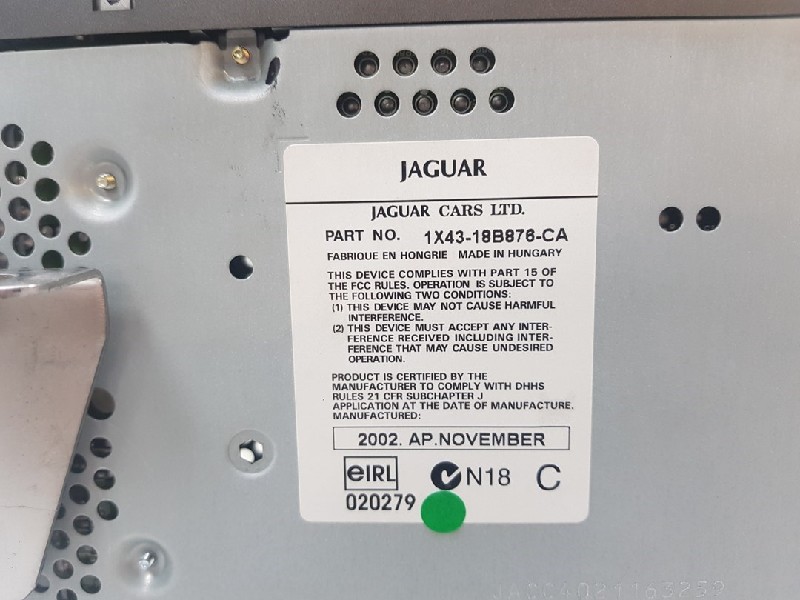 JAGUAR
JAGUAR CARS LTD.
PART NO. 1X43-18B876-CA
FABRIQUE EN HONGRIE MADE IN HUNGARY
THIS DEVICE COMPLIES WITH PART 15 OF
THE FCC RULES. OPERATION IS SUBJECT TO
THE FOLLOWING TWO CONDITIONS:
(1) THIS DEVICE MAY NOT CAUSE HARMFUL
INTERFERENCE.
(2) THIS DEVICE MUST ACCEPT ANY INTER-
FERENCE RECEIVED INCLUDING INTER-
FERENCE THAT MAY CAUSE UNDESIRED
OPERATION.
PRODUCT IS CERTIFIED BY THE
MANUFACTURER TO COMPLY WITH DHHS
RULES 21 CFR SUBCHAPTER J
APPLICATION AT THE DATE OF MANUFACTURE.
MANUFACTURED:
2002. AP.NOVEMBER
eIRL N18 C
020279